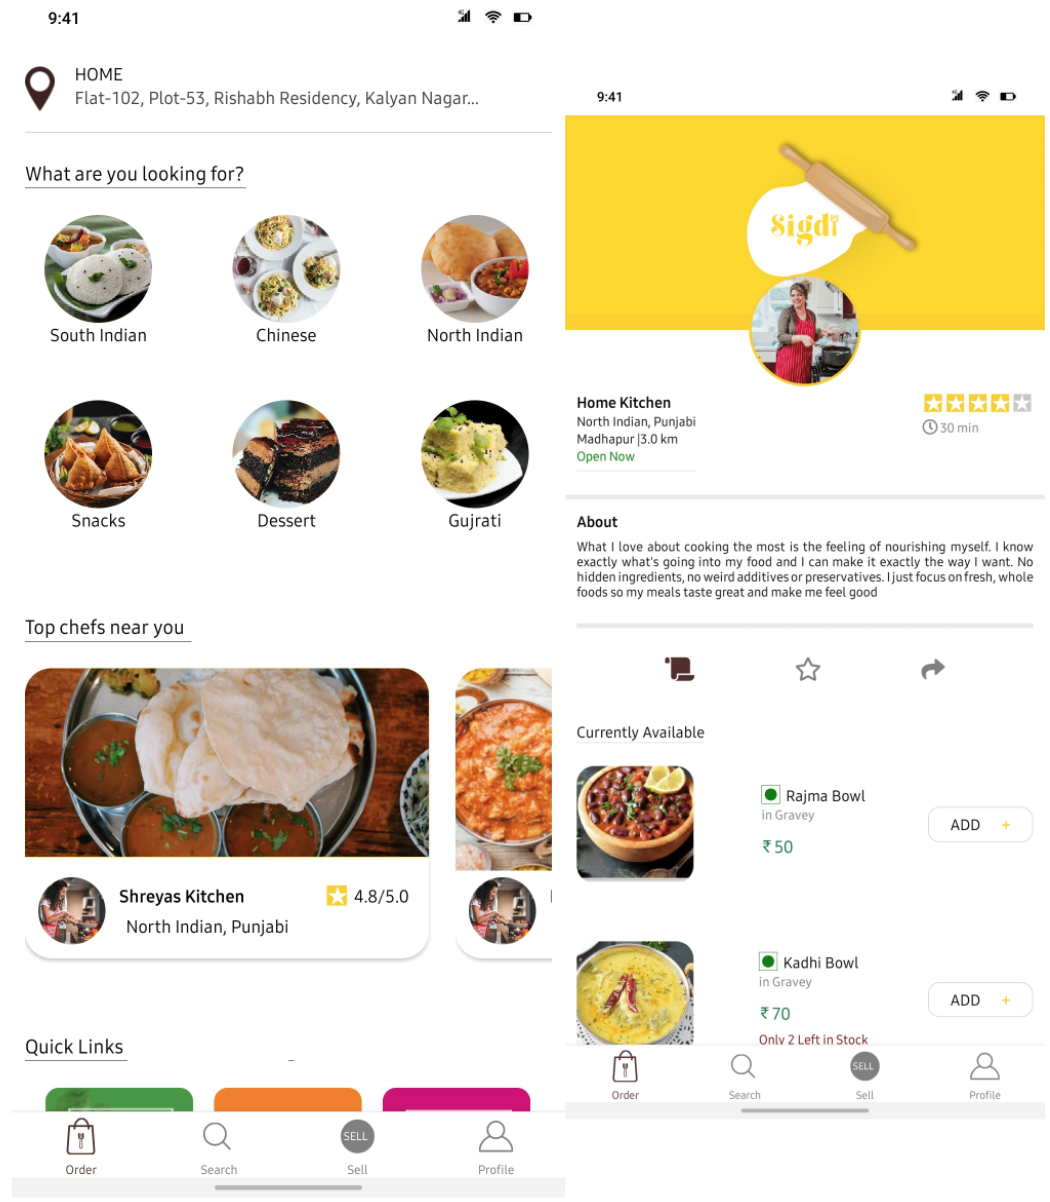 9:41
HOME
Flat-102, Plot-53, Rishabh Residency, Kalyan Nagar...
What are you looking for?
South Indian
Chinese
North Indian
Snacks
Dessert
Gujrati
Top chefs near you
Shreyas Kitchen
4.8/5.0
North Indian, Punjabi
Quick Links
Order
Search
SELL
Sell
Profile
9:41
Sigdi
Home Kitchen
North Indian, Punjabi
Madhapur |3.0 km
30 min
Open Now
About
What I love about cooking the most is the feeling of nourishing myself. I know
exactly what's going into my food and I can make it exactly the way I want. No
hidden ingredients, no weird additives or preservatives. I just focus on fresh, whole
foods so my meals taste great and make me feel good
Currently Available
Rajma Bowl
in Gravey
₹ 50
ADD +
Kadhi Bowl
in Gravey
₹ 70
ADD +
Only 2 Left in Stock
Order
Search
SELL
Sell
Profile